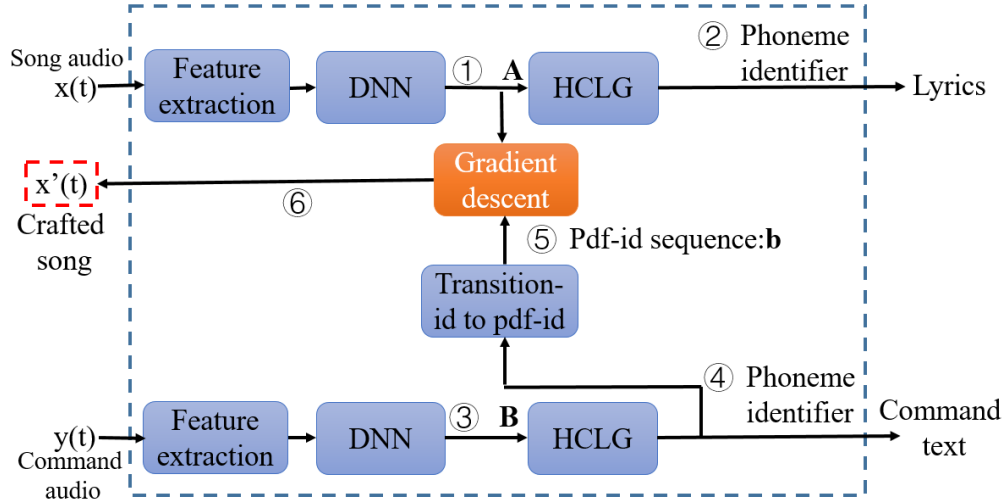 Song audio
x(t)
Feature
extraction
DNN
① A
HCLG
② Phoneme
identifier
Lyrics
Gradient
descent
x’(t)
Crafted
song
⑥
⑤ Pdf-id sequence:b
Transition-
id to pdf-id
④ Phoneme
identifier
y(t)
Command
audio
Feature
extraction
DNN
③ B
HCLG
Command
text